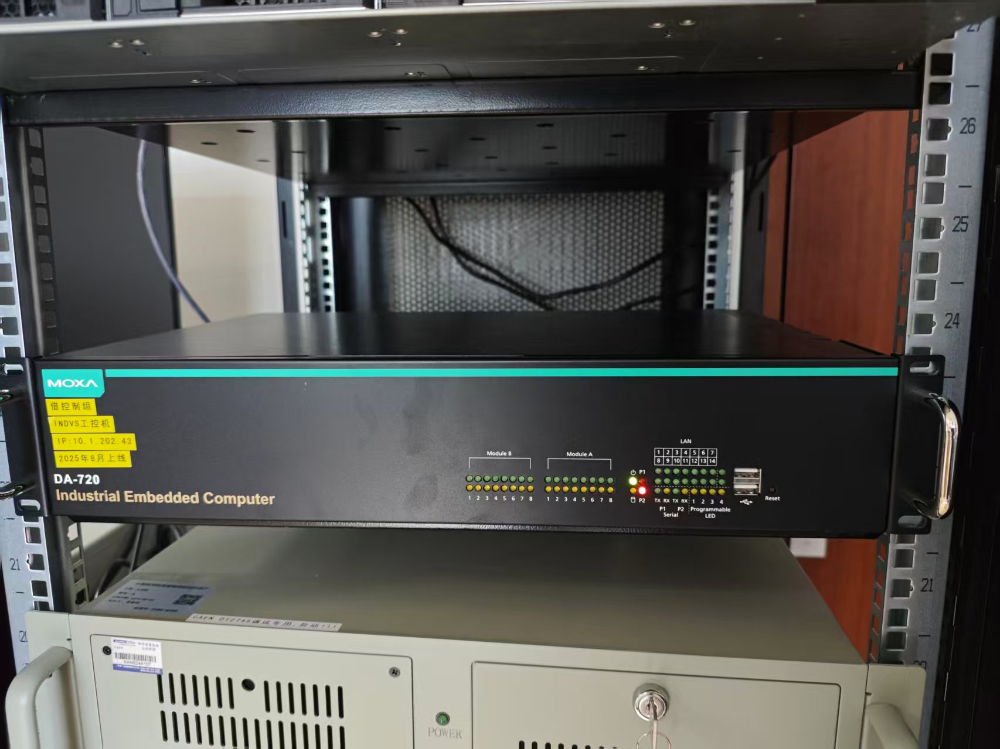 27
26
25
24
MOXA
借控制组
INDVS工控机
IP:10.1.202.43
2025年8月上线
DA-720
Industrial Embedded Computer
Module B
1 2 3 4 5 6 7 8
Module A
1 2 3 4 5 6 7 8
P1
P2
LAN
1 2 3 4 5 6 7
8 9 10 11 12 13 14
TX RX TX RX 1 2 3 4
P1 P2 Programmable
Serial LED
Reset
21
21
20
CAEN DT2745调试专用,勿动!!!
KAN624A107
POWER